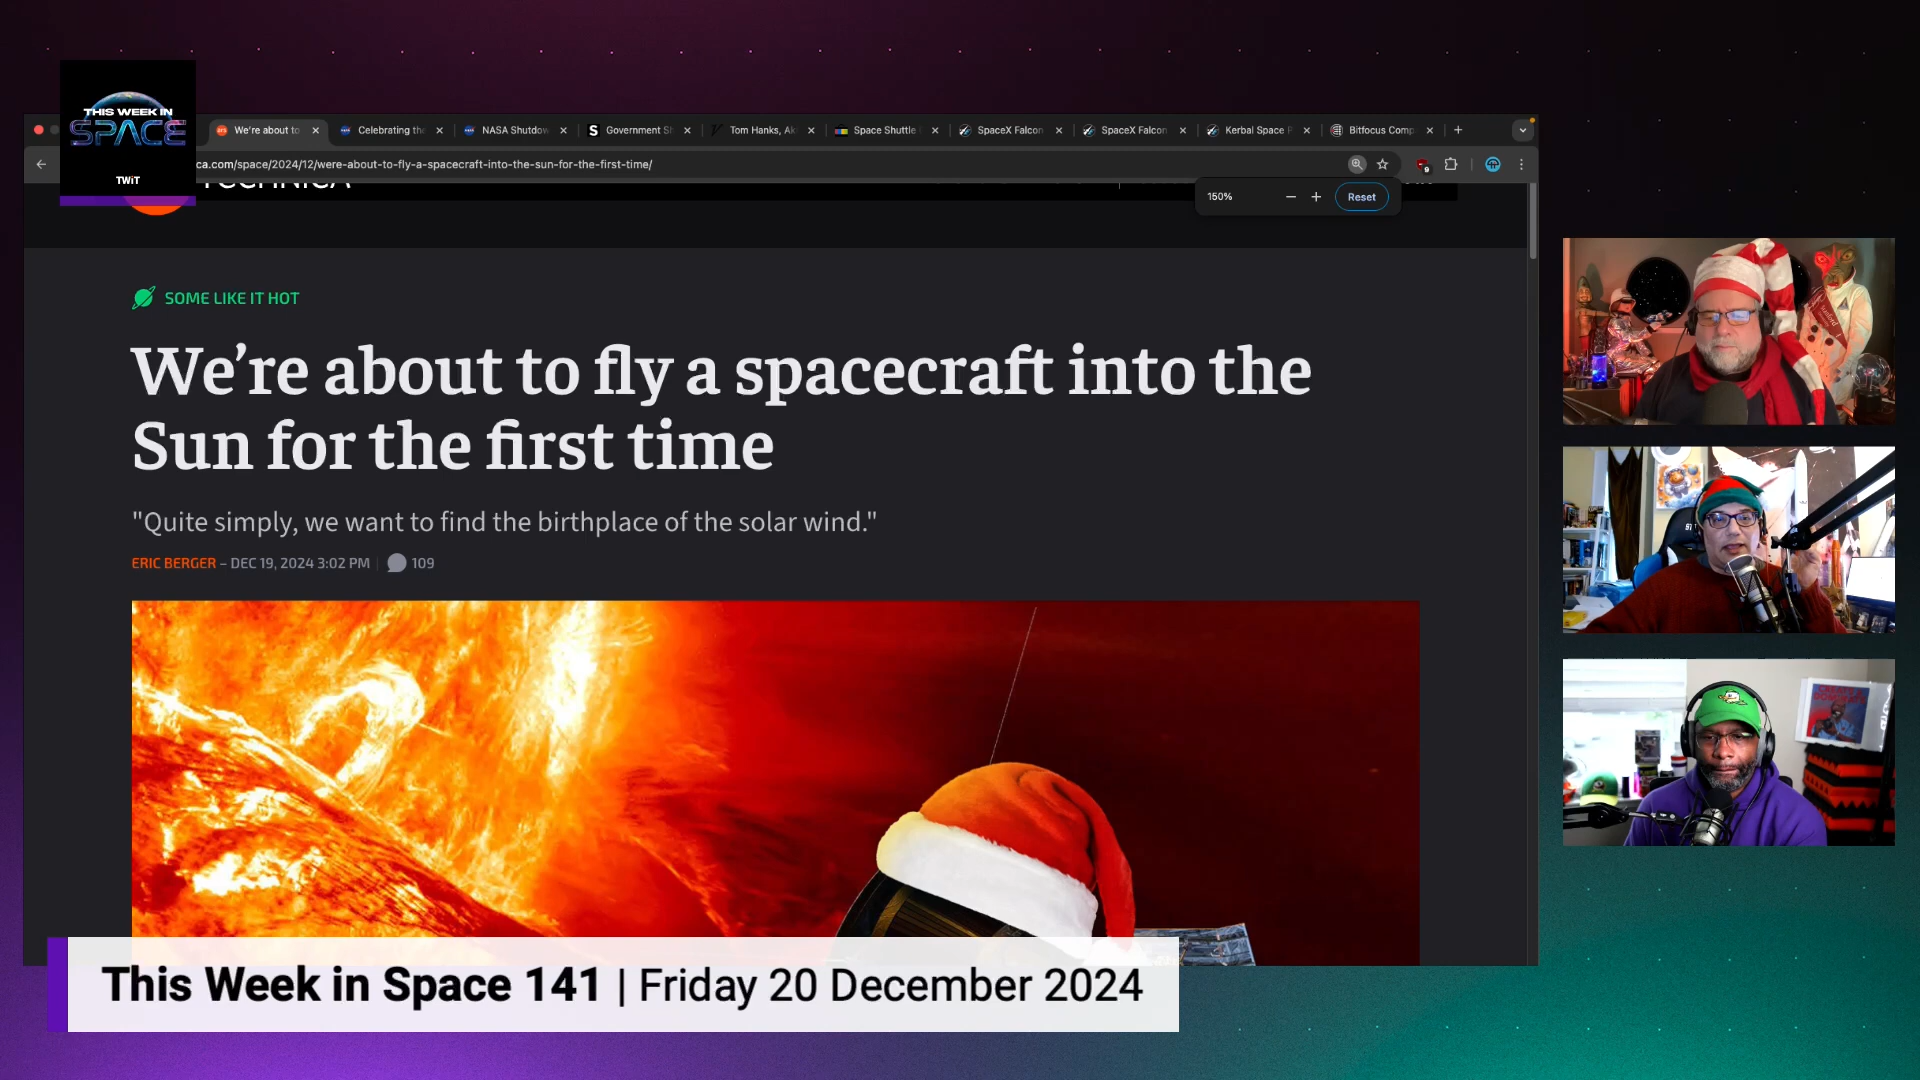 THIS WEEK IN
SPACE
TWiT
We're about to
Celebrating the
NASA Shutdow
Government Sh
Tom Hanks, Ak
Space Shuttle
SpaceX Falcon
SpaceX Falcon
Kerbal Space P
Bitfocus Comp
ca.com/space/2024/12/were-about-to-fly-a-spacecraft-into-the-sun-for-the-first-time/
TECHNICA
150%
Reset
SOME LIKE IT HOT
We're about to fly a spacecraft into the
Sun for the first time
"Quite simply, we want to find the birthplace of the solar wind."
ERIC BERGER – DEC 19, 2024 3:02 PM | 109
This Week in Space 141 | Friday 20 December 2024